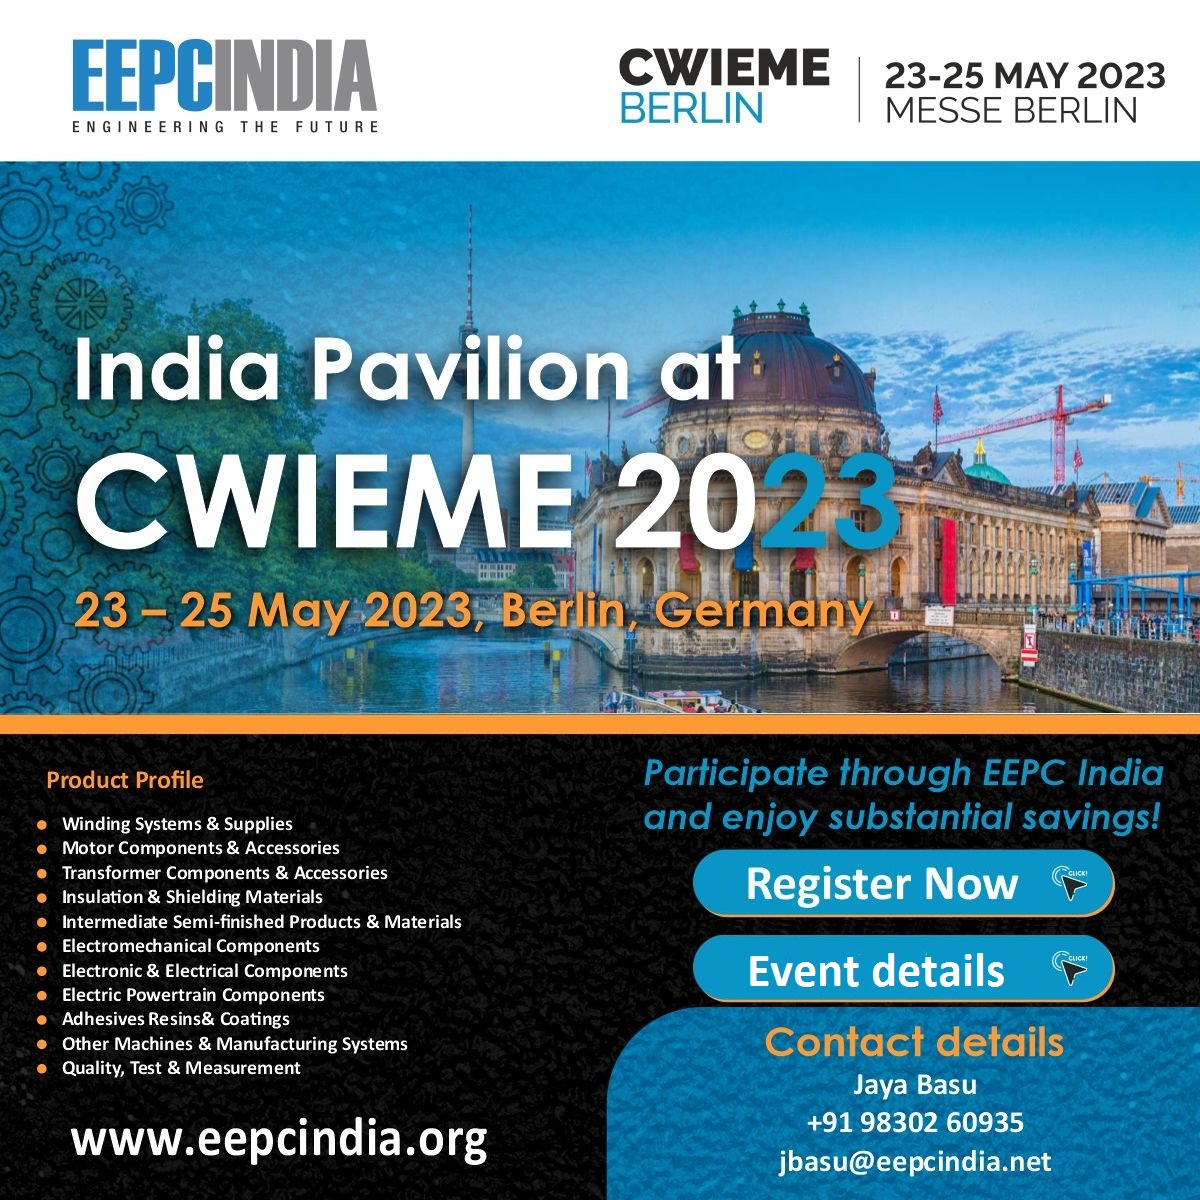 EEPCINDIA
ENGINEERING THE FUTURE
CWIEME
BERLIN
23-25 MAY 2023
MESSE BERLIN
India Pavilion at
CWIEME 2023
23 – 25 May 2023, Berlin, Germany
Product Profile
Winding Systems & Supplies
Motor Components & Accessories
Transformer Components & Accessories
Insulation & Shielding Materials
Intermediate Semi-finished Products & Materials
Electromechanical Components
Electronic & Electrical Components
Electric Powertrain Components
Adhesives Resins& Coatings
Other Machines & Manufacturing Systems
Quality, Test & Measurement
www.eepcindia.org
Participate through EEPC India
and enjoy substantial savings!
Register Now
CLICK!
Event details
CLICK!
Contact details
Jaya Basu
+91 98302 60935
jbasu@eepcindia.net